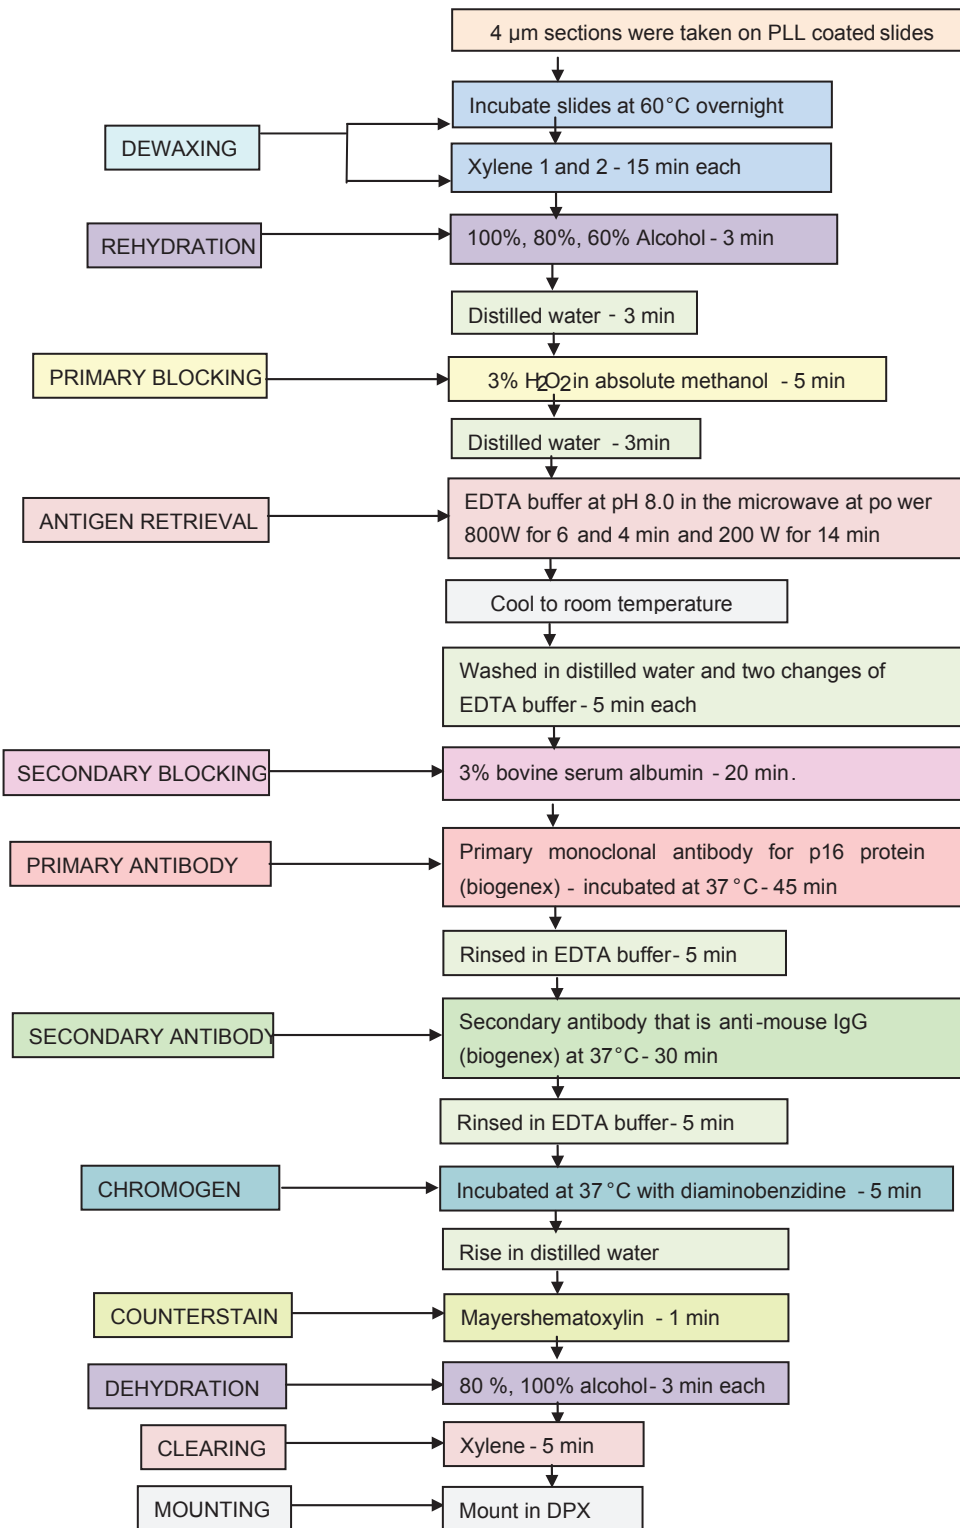 4 µm sections were taken on PLL coated slides
Incubate slides at 60°C overnight
DEWAXING
Xylene 1 and 2 - 15 min each
REHYDRATION
100%, 80%, 60% Alcohol - 3 min
Distilled water - 3 min
PRIMARY BLOCKING
3% H2O2 in absolute methanol - 5 min
Distilled water - 3min
ANTIGEN RETRIEVAL
EDTA buffer at pH 8.0 in the microwave at po wer
800W for 6 and 4 min and 200 W for 14 min
Cool to room temperature
Washed in distilled water and two changes of
EDTA buffer - 5 min each
SECONDARY BLOCKING
3% bovine serum albumin - 20 min.
PRIMARY ANTIBODY
Primary monoclonal antibody for p16 protein
(biogenex) - incubated at 37°C - 45 min
Rinsed in EDTA buffer - 5 min
SECONDARY ANTIBODY
Secondary antibody that is anti-mouse IgG
(biogenex) at 37°C - 30 min
Rinsed in EDTA buffer - 5 min
CHROMOGEN
Incubated at 37°C with diaminobenzidine - 5 min
Rise in distilled water
COUNTERSTAIN
Mayershematoxylin - 1 min
DEHYDRATION
80 %, 100% alcohol - 3 min each
CLEARING
Xylene - 5 min
MOUNTING
Mount in DPX